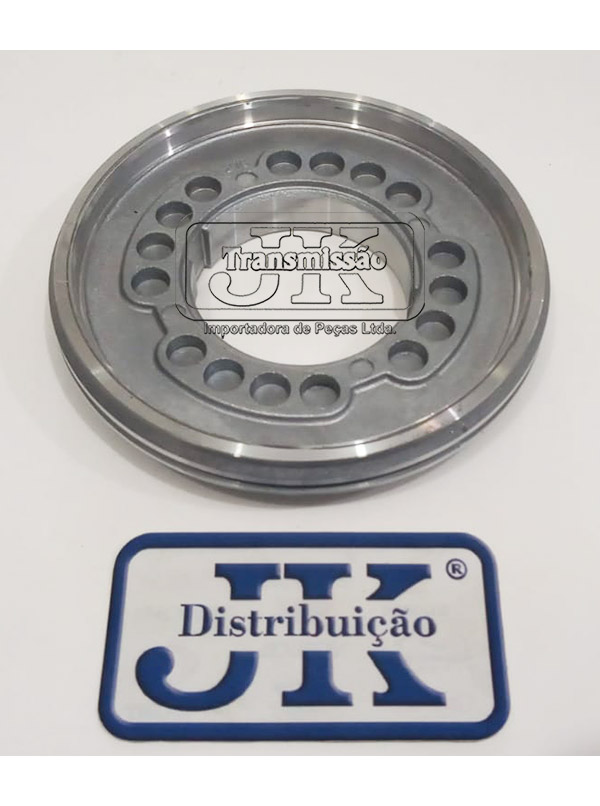 JK
Transmissão
Importadora de Peças Ltda.
JK ®
Distribuição